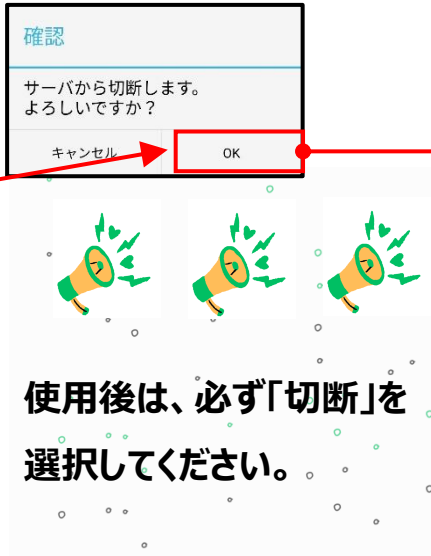 確認
サーバから切断します。
よろしいですか？
キャンセル
OK
使用後は、必ず「切断」を
選択してください。